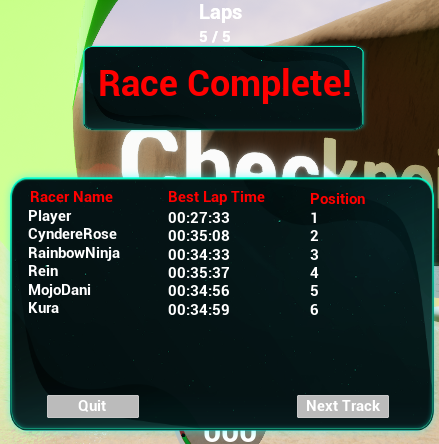 Laps
5 / 5
Race Complete!
Racer Name Best Lap Time Position
Player 00:27:33 1
CyndereRose 00:35:08 2
RainbowNinja 00:34:33 3
Rein 00:35:37 4
MojoDani 00:34:56 5
Kura 00:34:59 6
Quit Next Track
000